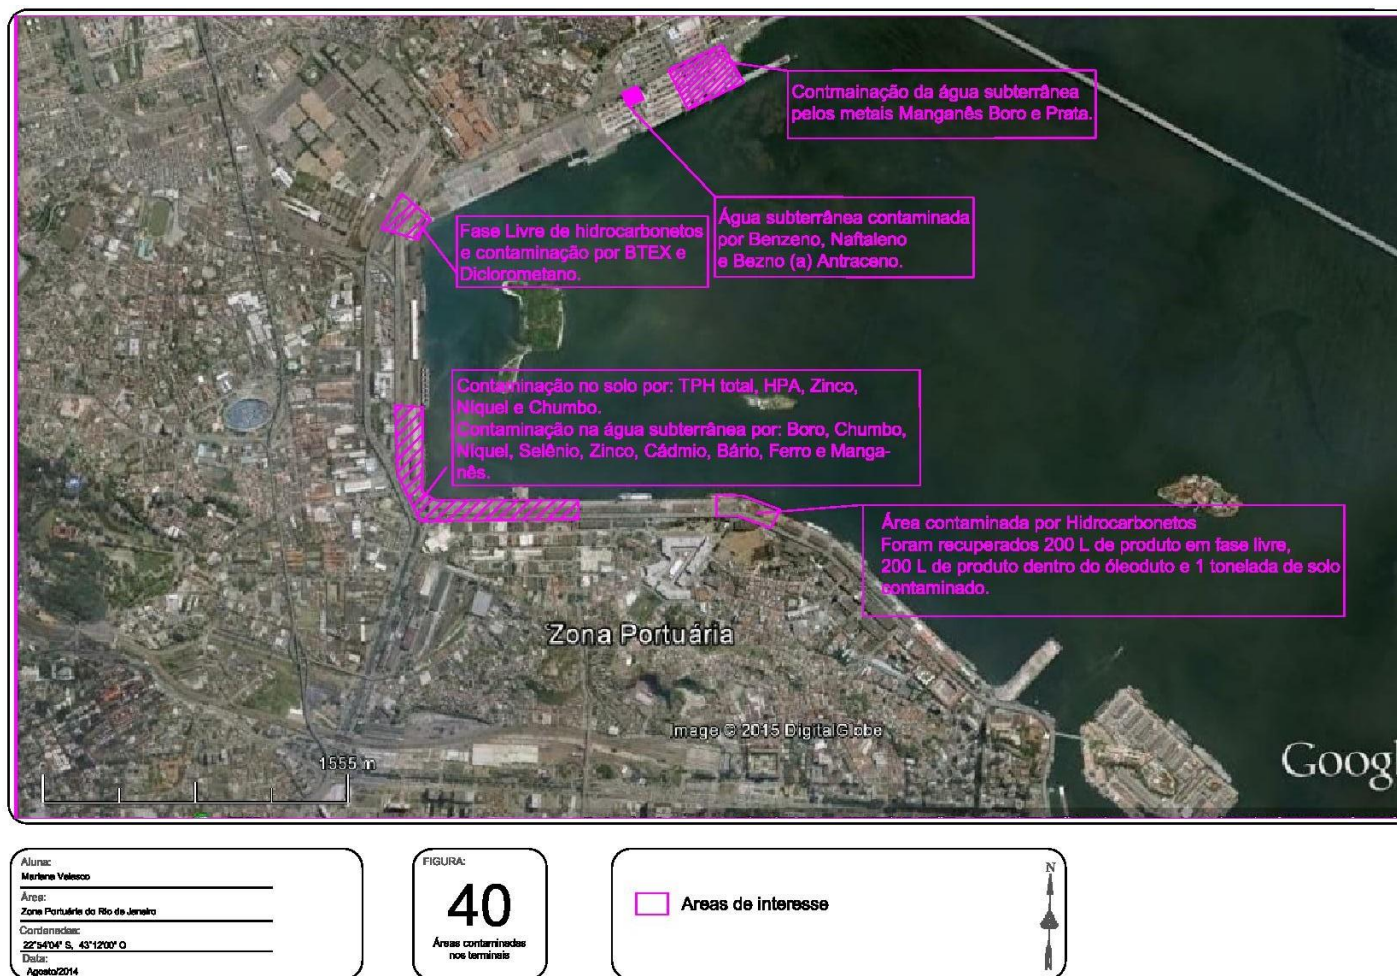 Contmainação da água subterrânea
pelos metais Manganês Boro e Prata.
Água subterrânea contaminada
por Benzeno, Naftaleno
e Bezno (a) Antraceno.
Fase Livre de hidrocarbonetos
e contaminação por BTEX e
Diclorometano.
Contaminação no solo por: TPH total, HPA, Zinco,
Níquel e Chumbo.
Contaminação na água subterrânea por: Boro, Chumbo,
Níquel, Selênio, Zinco, Cádmio, Bário, Ferro e Manga-
nês.
Área contaminada por Hidrocarbonetos
Foram recuperados 200 L de produto em fase livre,
200 L de produto dentro do óleoduto e 1 tonelada de solo
contaminado.
Zona Portuária
Image © 2015 DigitalGlobe
1555 m
Googl
Aluna:
Mariana Velasco
Área:
Zona Portuária do Rio de Janeiro
Cordenadas:
22°54'04" S, 43°12'00" O
Data:
Agosto/2014
FIGURA:
40
Áreas contaminadas
nos terminais
Areas de interesse
N